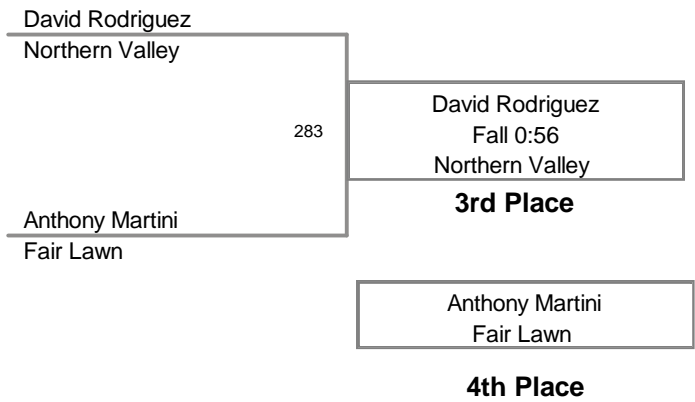 David Rodriguez
Northern Valley
283
David Rodriguez
Fall 0:56
Northern Valley
3rd Place
Anthony Martini
Fair Lawn
Anthony Martini
Fair Lawn
4th Place